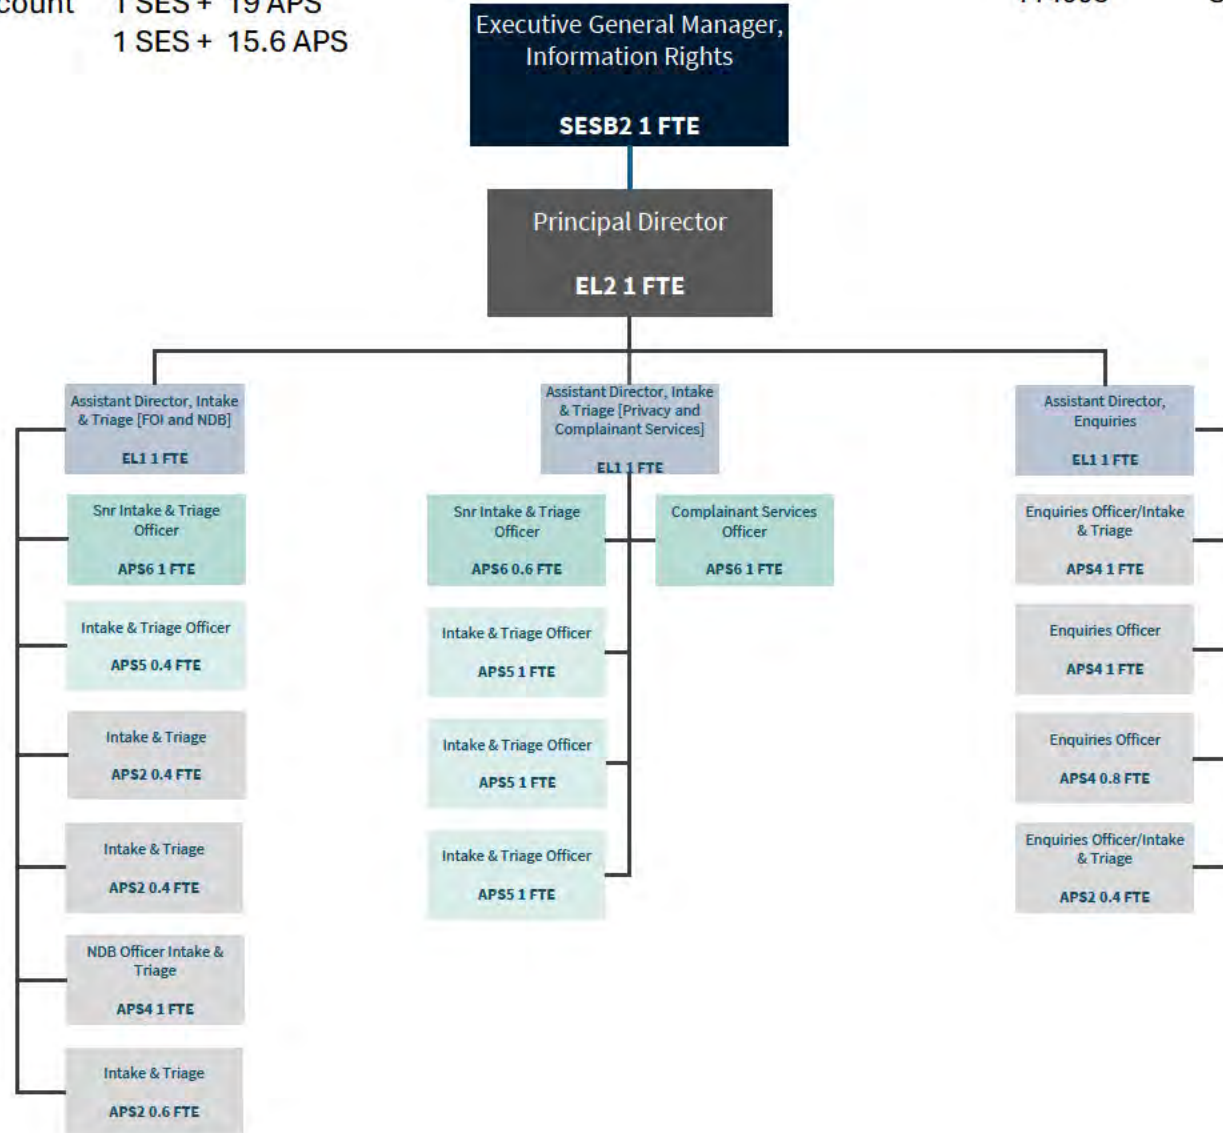 count 1 SES + 19 APS
1 SES + 15.6 APS
Executive General Manager,
Information Rights
SESB2 1 FTE
Principal Director
EL2 1 FTE
Assistant Director, Intake
& Triage [FOI and NDB]
EL1 1 FTE
Snr Intake & Triage
Officer
APS6 1 FTE
Intake & Triage Officer
APS5 0.4 FTE
Intake & Triage
APS2 0.4 FTE
Intake & Triage
APS2 0.4 FTE
NDB Officer Intake &
Triage
APS4 1 FTE
Intake & Triage
APS2 0.6 FTE
Assistant Director, Intake
& Triage [Privacy and
Complainant Services]
EL1 1 FTE
Snr Intake & Triage
Officer
APS6 0.6 FTE
Complainant Services
Officer
APS6 1 FTE
Intake & Triage Officer
APS5 1 FTE
Intake & Triage Officer
APS5 1 FTE
Intake & Triage Officer
APS5 1 FTE
Assistant Director,
Enquiries
EL1 1 FTE
Enquiries Officer/Intake
& Triage
APS4 1 FTE
Enquiries Officer
APS4 1 FTE
Enquiries Officer
APS4 0.8 FTE
Enquiries Officer/Intake
& Triage
APS2 0.4 FTE